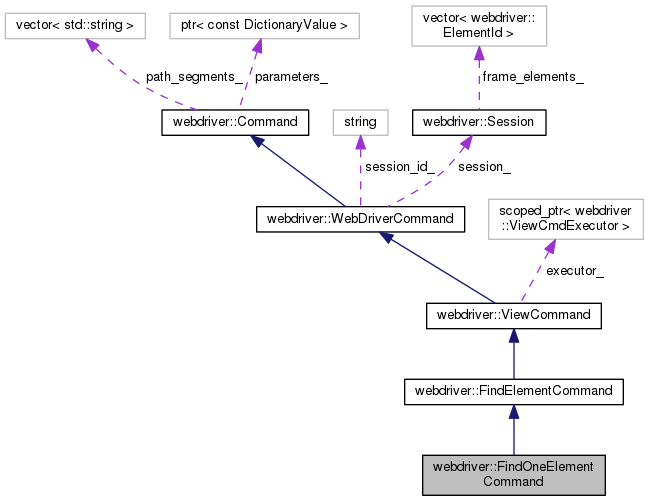 vector< std::string >
ptr< const DictionaryValue >
vector< webdriver::
ElementId >
path_segments_
parameters_
frame_elements_
webdriver::Command
string
webdriver::Session
session_id_
session_
webdriver::WebDriverCommand
scoped_ptr< webdriver
::ViewCmdExecutor >
executor_
webdriver::ViewCommand
webdriver::FindElementCommand
webdriver::FindOneElement
Command